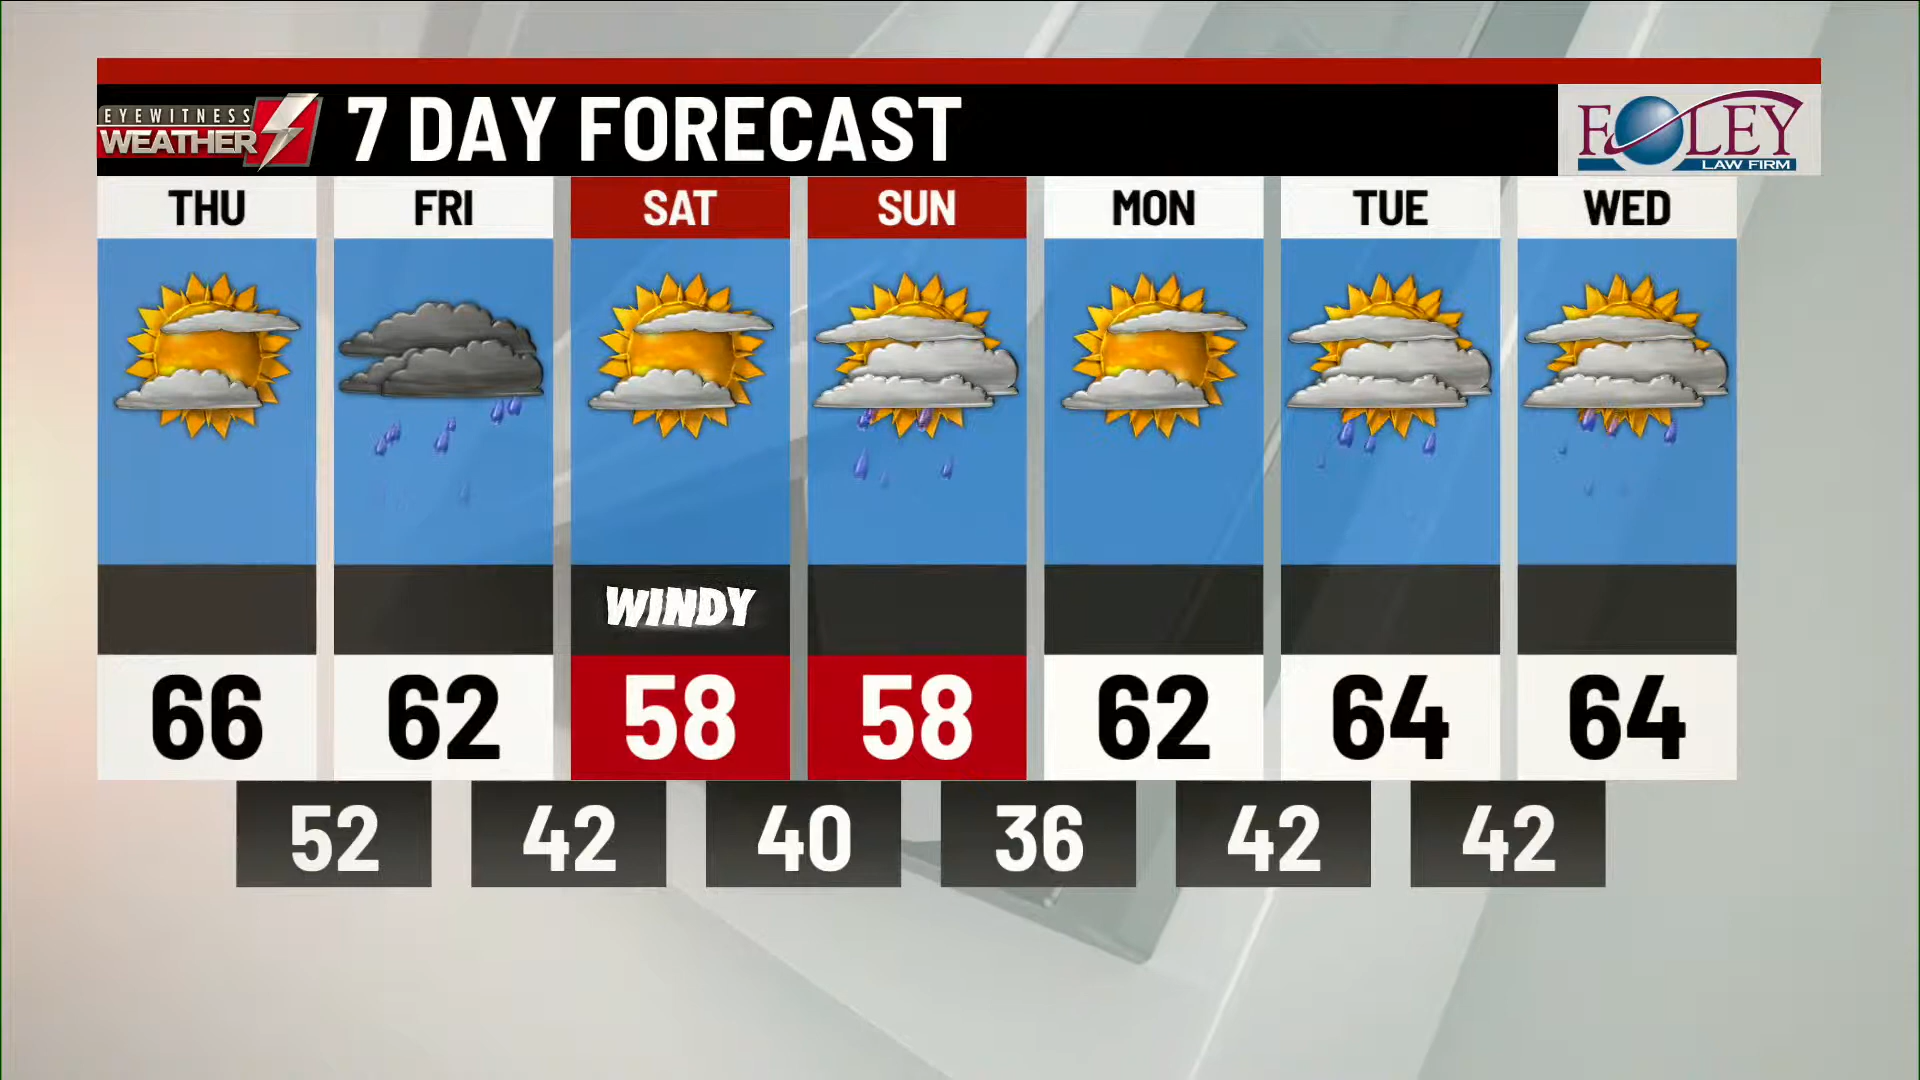 EYEWITNESS
WEATHER
7 DAY FORECAST
FOLEY
LAW FIRM
THU FRI SAT SUN MON TUE WED
WINDY
66 62 58 58 62 64 64
52 42 40 36 42 42